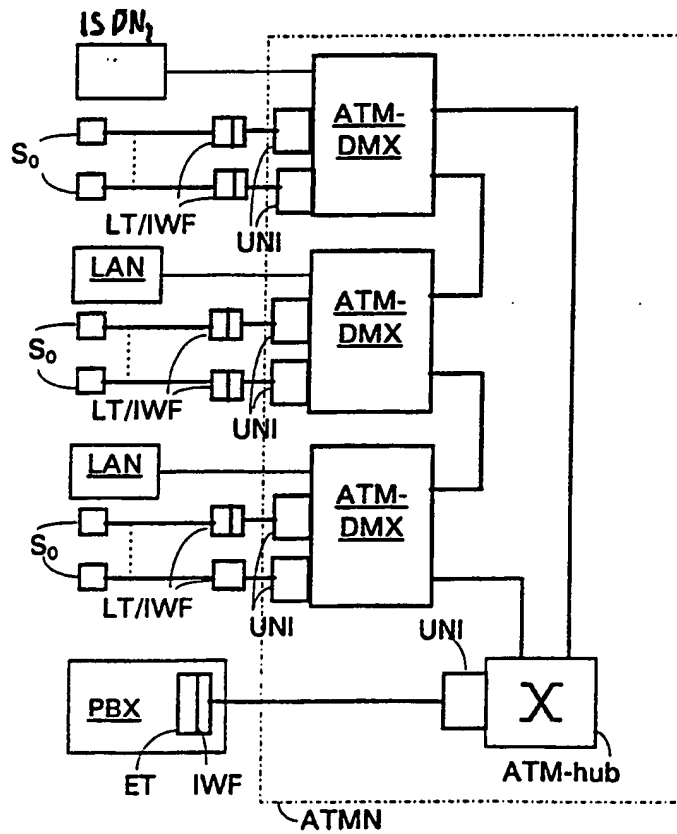 ISDN₂
ATM-
DMX
S₀
LT/IWF
UNI
LAN
ATM-
DMX
S₀
LT/IWF
UNI
LAN
ATM-
DMX
S₀
LT/IWF
UNI
UNI
PBX
ET
IWF
ATM-hub
ATMN